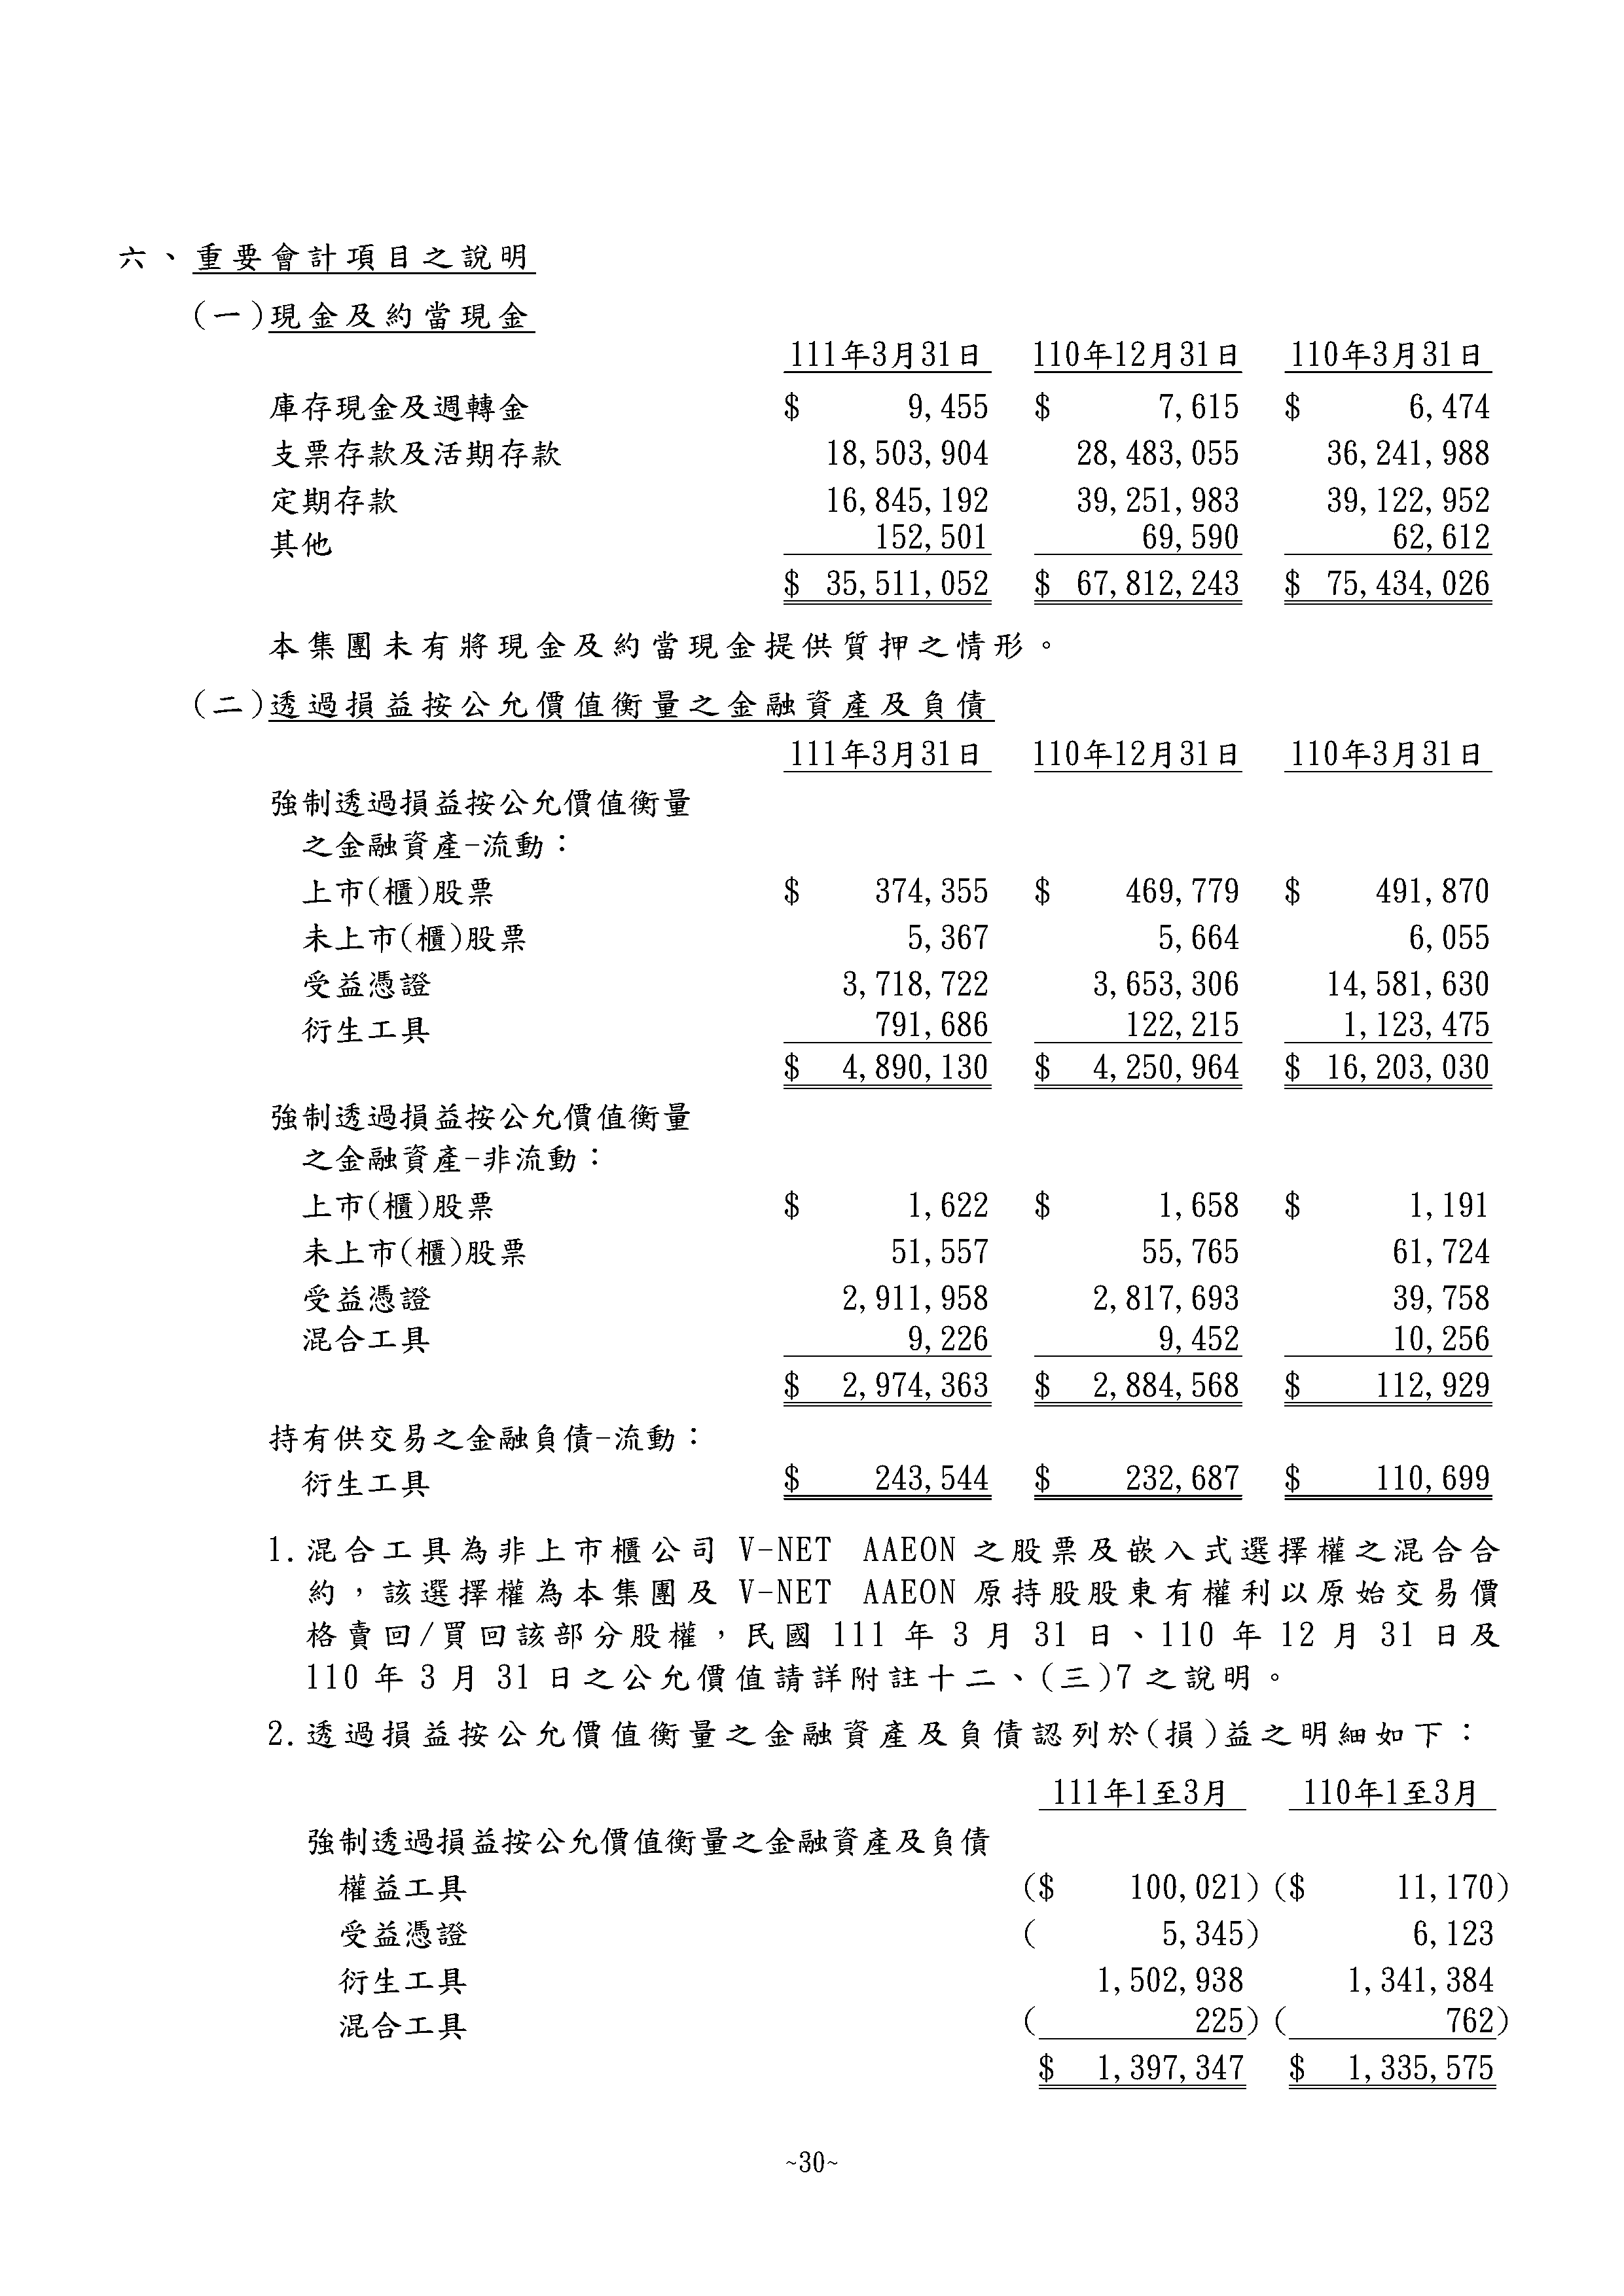 六、重要會計項目之說明
(一)現金及約當現金
111年3月31日 110年12月31日 110年3月31日
庫存現金及週轉金 $ 9,455 $ 7,615 $ 6,474
支票存款及活期存款 18,503,904 28,483,055 36,241,988
定期存款 16,845,192 39,251,983 39,122,952
其他 152,501 69,590 62,612
$ 35,511,052 $ 67,812,243 $ 75,434,026
本集團未有將現金及約當現金提供質押之情形。
(二)透過損益按公允價值衡量之金融資產及負債
111年3月31日 110年12月31日 110年3月31日
強制透過損益按公允價值衡量
之金融資產-流動：
上市(櫃)股票 $ 374,355 $ 469,779 $ 491,870
未上市(櫃)股票 5,367 5,664 6,055
受益憑證 3,718,722 3,653,306 14,581,630
衍生工具 791,686 122,215 1,123,475
$ 4,890,130 $ 4,250,964 $ 16,203,030
強制透過損益按公允價值衡量
之金融資產-非流動：
上市(櫃)股票 $ 1,622 $ 1,658 $ 1,191
未上市(櫃)股票 51,557 55,765 61,724
受益憑證 2,911,958 2,817,693 39,758
混合工具 9,226 9,452 10,256
$ 2,974,363 $ 2,884,568 $ 112,929
持有供交易之金融負債-流動：
衍生工具 $ 243,544 $ 232,687 $ 110,699
1.混合工具為非上市櫃公司 V-NET AAEON 之股票及嵌入式選擇權之混合合
約，該選擇權為本集團及 V-NET AAEON 原持股股東有權利以原始交易價
格賣回/買回該部分股權，民國 111 年 3 月 31 日、110 年 12 月 31 日及
110 年 3 月 31 日之公允價值請詳附註十二、(三)7 之說明。
2.透過損益按公允價值衡量之金融資產及負債認列於(損)益之明細如下：
111年1至3月 110年1至3月
強制透過損益按公允價值衡量之金融資產及負債
權益工具 ($ 100,021) ($ 11,170)
受益憑證 ( 5,345) 6,123
衍生工具 1,502,938 1,341,384
混合工具 ( 225) ( 762)
$ 1,397,347 $ 1,335,575
~30~